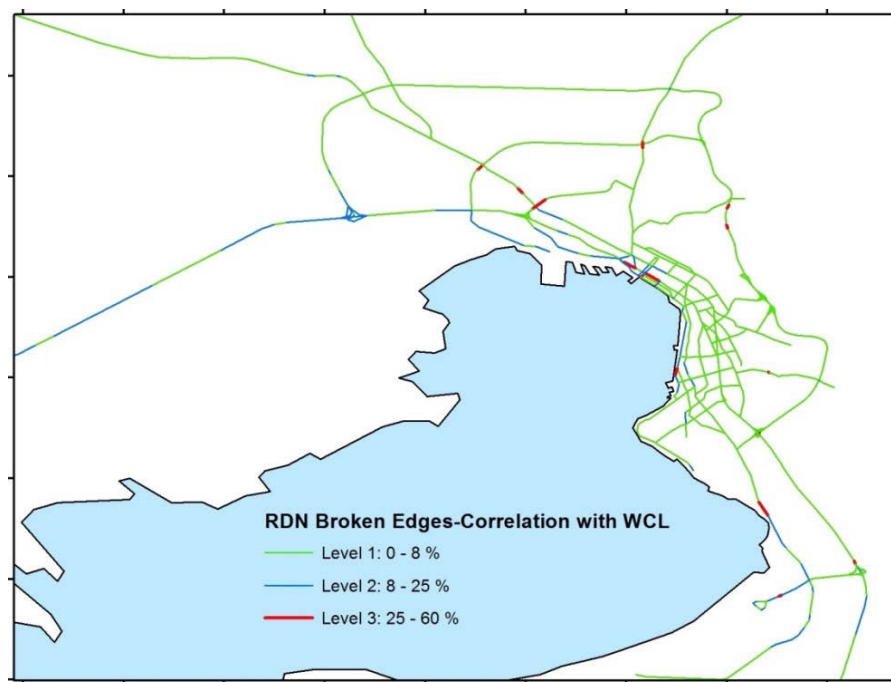 RDN Broken Edges-Correlation with WCL
Level 1: 0 - 8 %
Level 2: 8 - 25 %
Level 3: 25 - 60 %